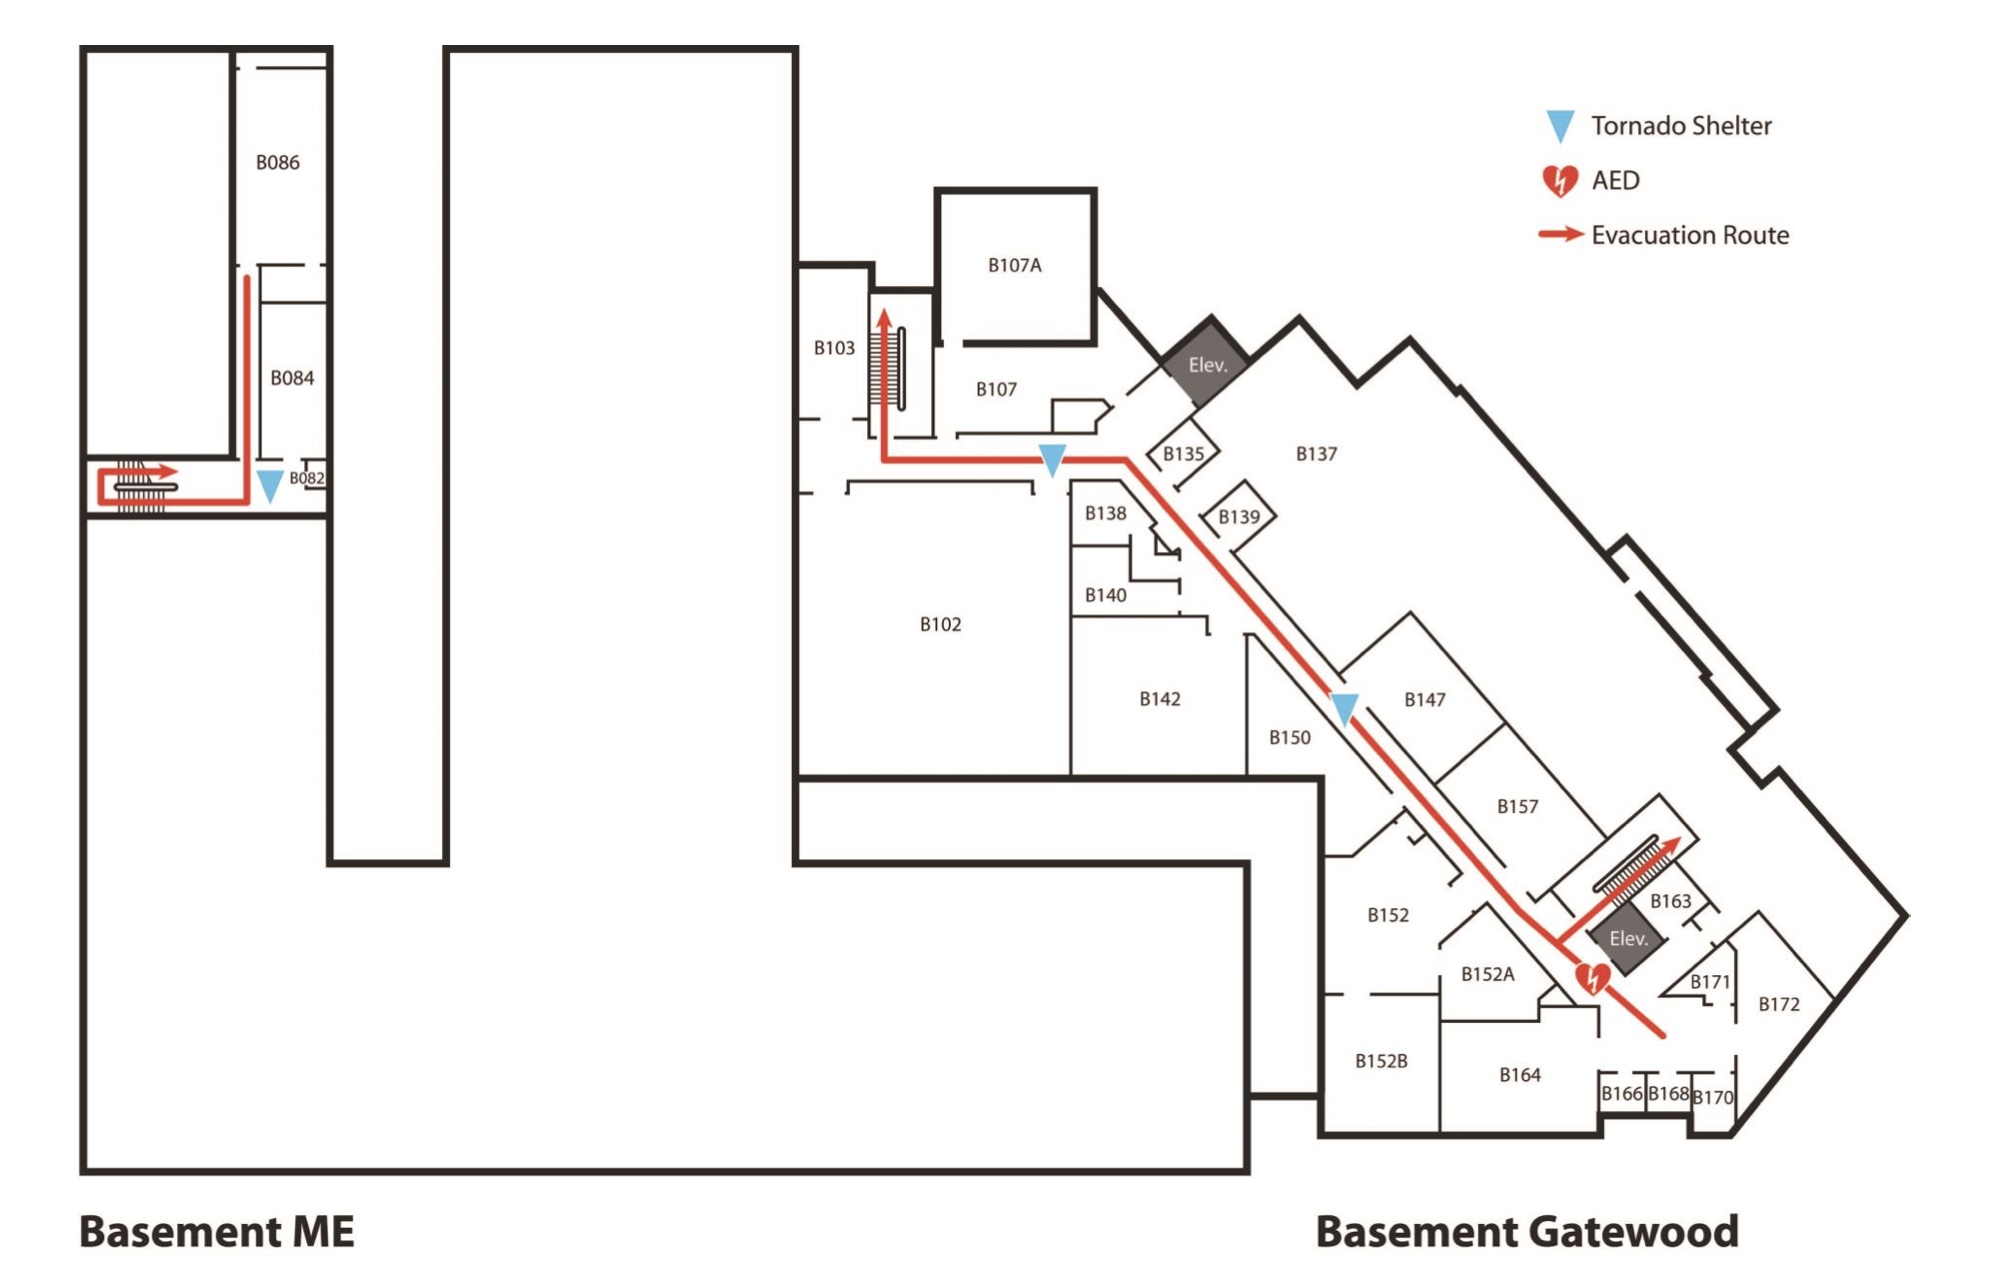 Tornado Shelter
AED
Evacuation Route
B086
B107A
B103
Elev.
B084
B107
B135
B137
B082
B138
B139
B140
B102
B142
B147
B150
B157
B152
B163
Elev.
B152A
B171
B172
B152B
B164
B166
B168
B170
Basement ME
Basement Gatewood